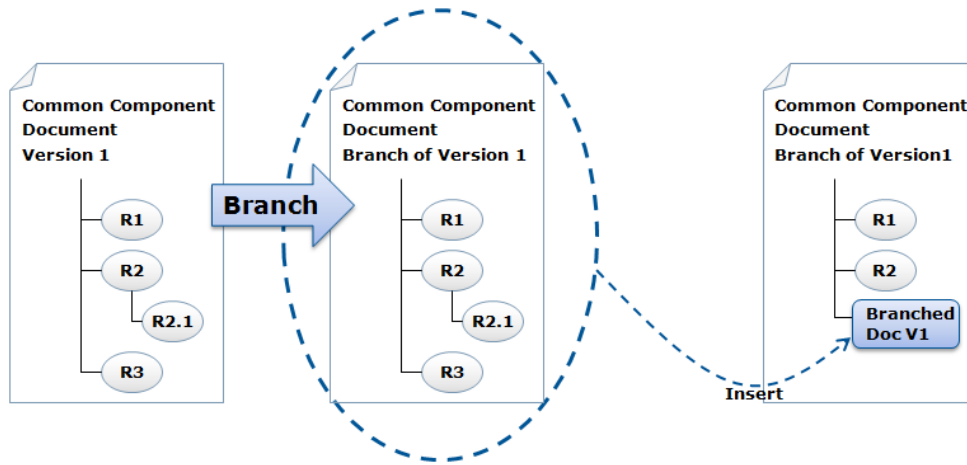 Common Component
Document
Version 1
R1
R2
R2.1
R3
Branch
Common Component
Document
Branch of Version 1
R1
R2
R2.1
R3
Insert
Common Component
Document
Branch of Version1
R1
R2
Branched
Doc V1